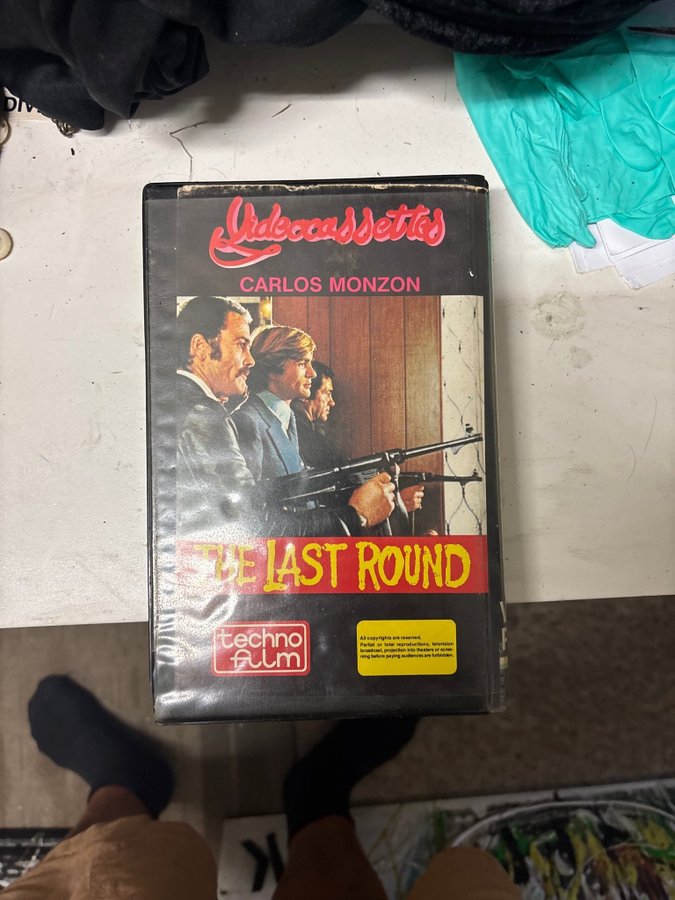 Videocassettes
CARLOS MONZON
THE LAST ROUND
techno
film
All copyrights are reserved.
Partial or total reproductions, television
broadcast, projection into theaters or scree-
ning before paying audiences are forbidden.
K